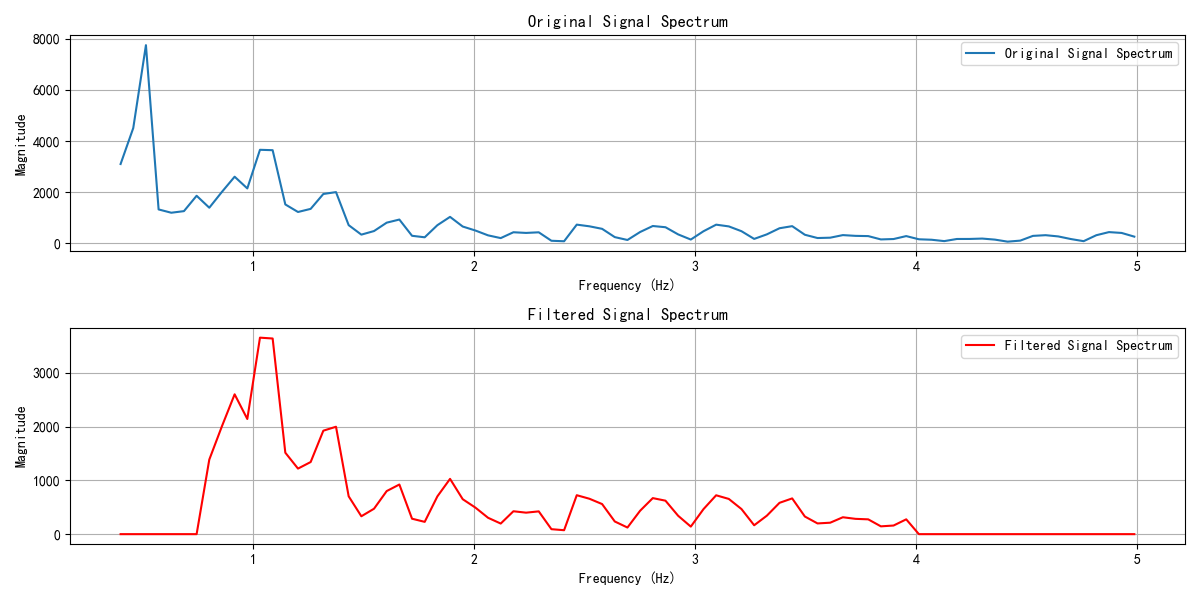 Original Signal Spectrum
8000
6000
4000
2000
0
Magnitude
Original Signal Spectrum
1 2 3 4 5
Frequency (Hz)
Filtered Signal Spectrum
3000
2000
1000
0
Magnitude
Filtered Signal Spectrum
1 2 3 4 5
Frequency (Hz)